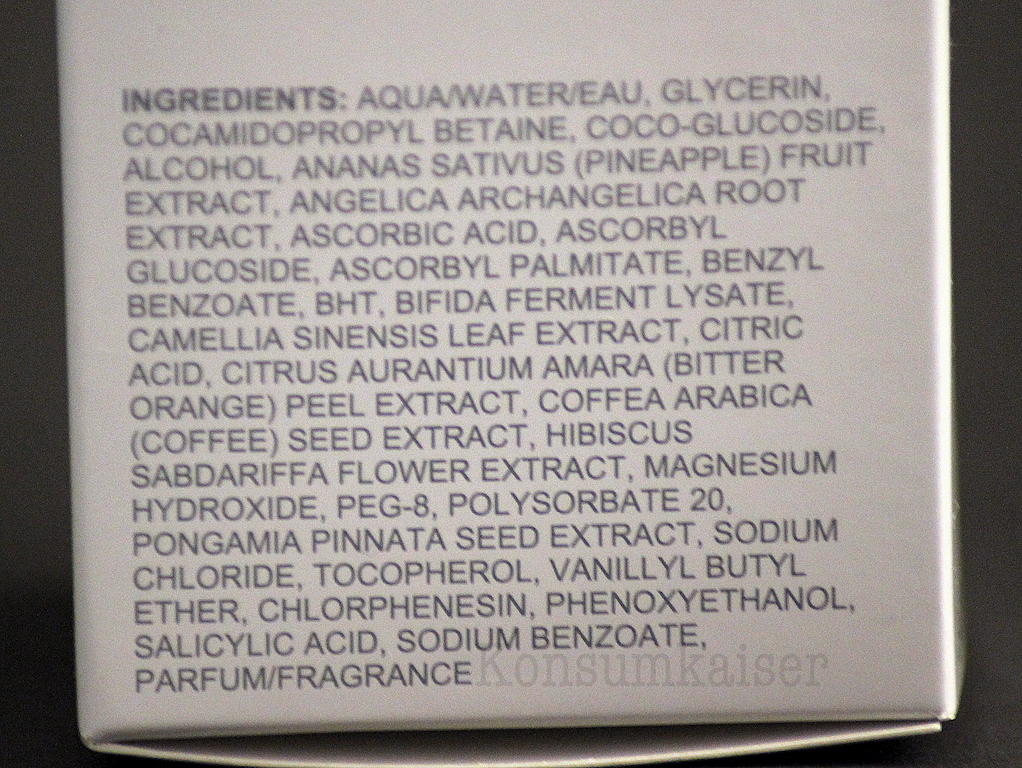 INGREDIENTS: AQUA/WATER/EAU, GLYCERIN,
COCAMIDOPROPYL BETAINE, COCO-GLUCOSIDE,
ALCOHOL, ANANAS SATIVUS (PINEAPPLE) FRUIT
EXTRACT, ANGELICA ARCHANGELICA ROOT
EXTRACT, ASCORBIC ACID, ASCORBYL
GLUCOSIDE, ASCORBYL PALMITATE, BENZYL
BENZOATE, BHT, BIFIDA FERMENT LYSATE,
CAMELLIA SINENSIS LEAF EXTRACT, CITRIC
ACID, CITRUS AURANTIUM AMARA (BITTER
ORANGE) PEEL EXTRACT, COFFEA ARABICA
(COFFEE) SEED EXTRACT, HIBISCUS
SABDARIFFA FLOWER EXTRACT, MAGNESIUM
HYDROXIDE, PEG-8, POLYSORBATE 20,
PONGAMIA PINNATA SEED EXTRACT, SODIUM
CHLORIDE, TOCOPHEROL, VANILLYL BUTYL
ETHER, CHLORPHENESIN, PHENOXYETHANOL,
SALICYLIC ACID, SODIUM BENZOATE,
PARFUM/FRAGRANCE
Konsumkaiser